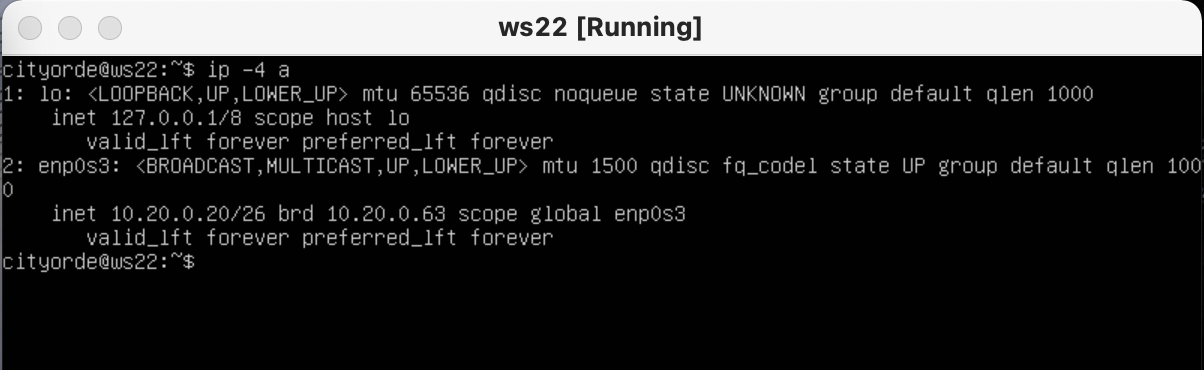 ws22 [Running]
cityorde@ws22:~$ ip -4 a
1: lo: <LOOPBACK,UP,LOWER_UP> mtu 65536 qdisc noqueue state UNKNOWN group default qlen 1000
    inet 127.0.0.1/8 scope host lo
       valid_lft forever preferred_lft forever
2: enp0s3: <BROADCAST,MULTICAST,UP,LOWER_UP> mtu 1500 qdisc fq_codel state UP group default qlen 100
0
    inet 10.20.0.20/26 brd 10.20.0.63 scope global enp0s3
       valid_lft forever preferred_lft forever
cityorde@ws22:~$